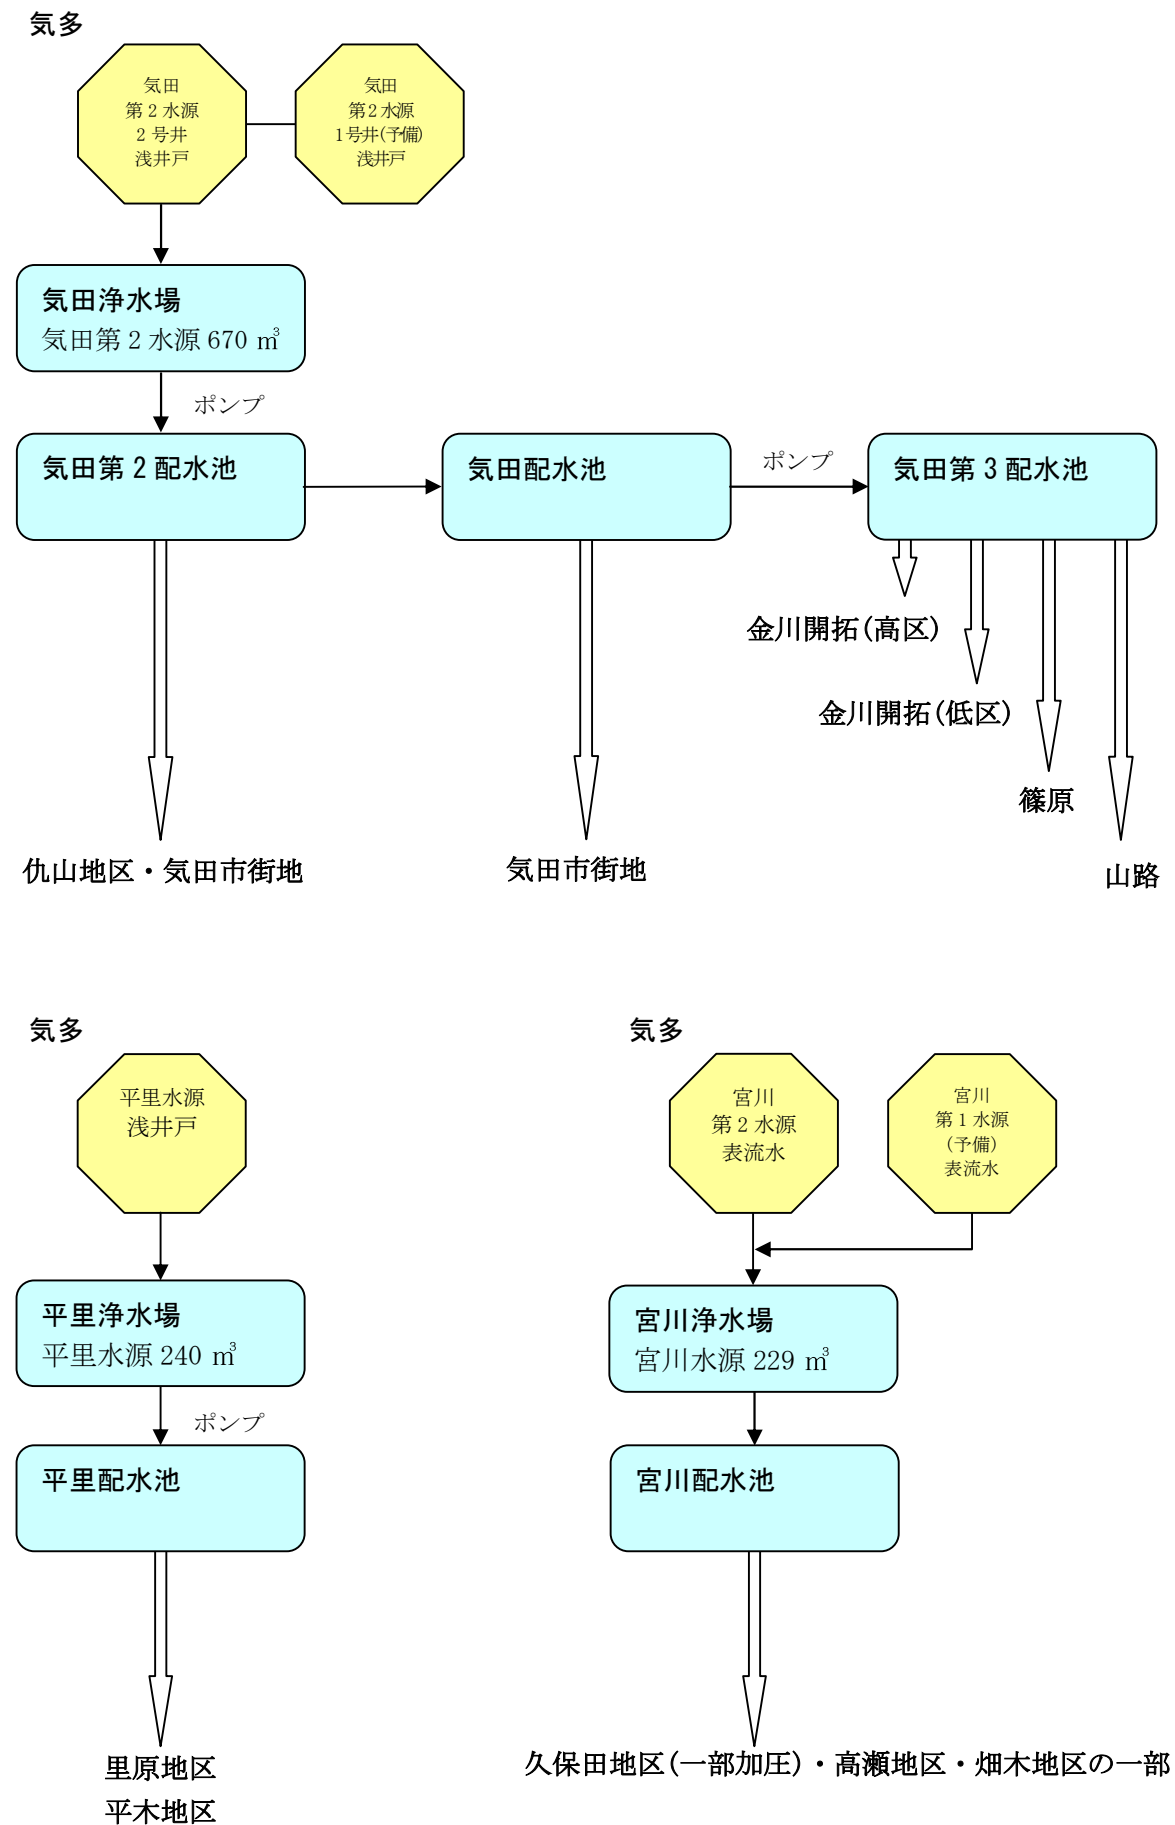 気多
気田
第２水源
２号井
浅井戸
気田
第２水源
１号井(予備)
浅井戸
気田浄水場
気田第２水源 670 ㎥
ポンプ
気田第２配水池
気田配水池
ポンプ
気田第３配水池
金川開拓(高区)
金川開拓(低区)
篠原
山路
仇山地区・気田市街地
気田市街地
気多
平里水源
浅井戸
平里浄水場
平里水源 240 ㎥
ポンプ
平里配水池
里原地区
平木地区
気多
宮川
第２水源
表流水
宮川
第１水源
(予備)
表流水
宮川浄水場
宮川水源 229 ㎥
宮川配水池
久保田地区(一部加圧)・高瀬地区・畑木地区の一部